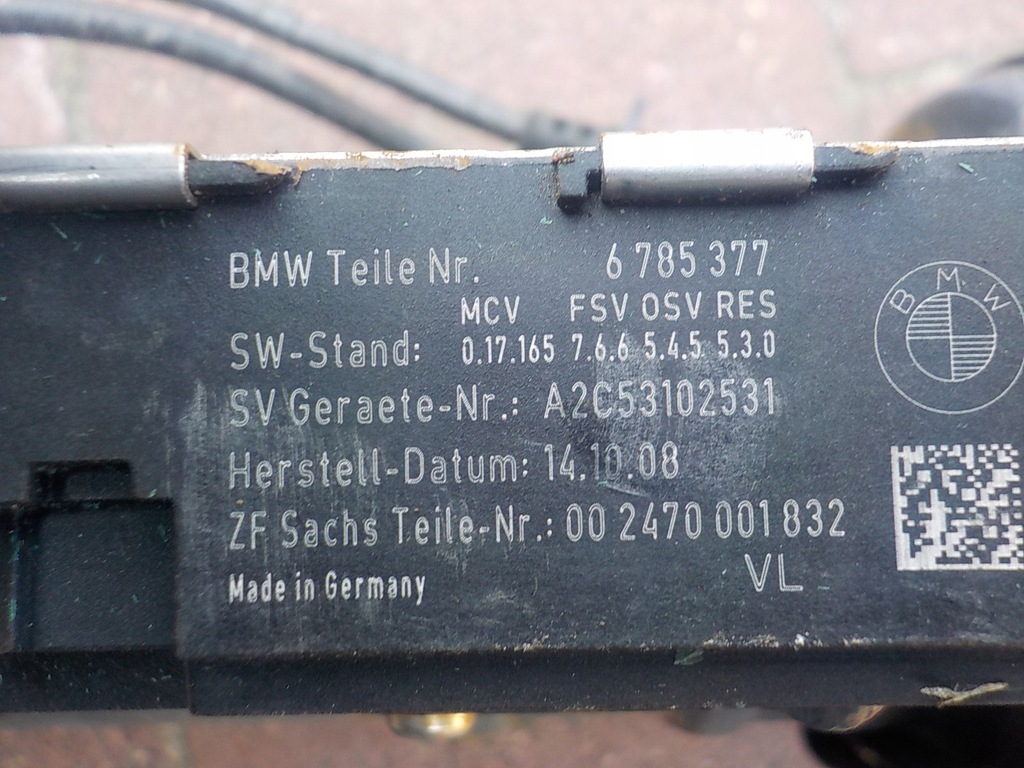 BMW Teile Nr. 6 785 377
MCV FSV OSV RES
SW-Stand: 0.17.165 7.6.6 5.4.5 5.3.0
SV Geraete-Nr.: A2C53102531
Herstell-Datum: 14.10.08
ZF Sachs Teile-Nr.: 00 2470 001 832
VL
Made in Germany
BMW